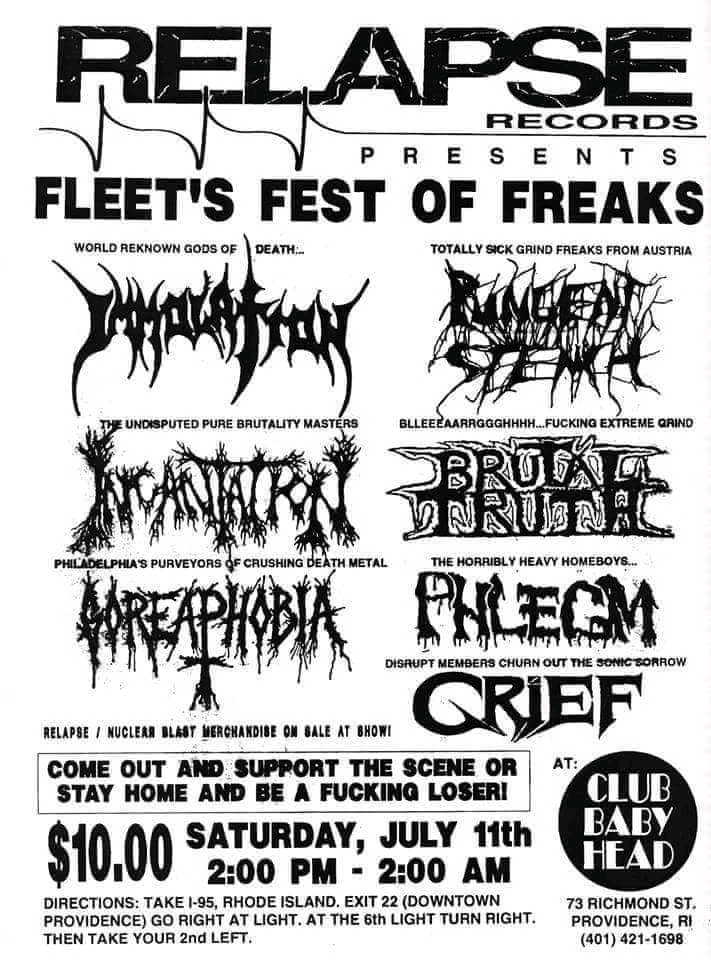 RELAPSE
RECORDS
PRESENTS
FLEET'S FEST OF FREAKS
WORLD REKNOWN GODS OF DEATH...
IMMOLATION
TOTALLY SICK GRIND FREAKS FROM AUSTRIA
PUNGENT
STENCH
THE UNDISPUTED PURE BRUTALITY MASTERS
INCANTATION
BLLEEEAARRGGGHHHH...FUCKING EXTREME GRIND
BRUTAL
TRUTH
PHILADELPHIA'S PURVEYORS OF CRUSHING DEATH METAL
GOREAPHOBIA
THE HORRIBLY HEAVY HOMEBOYS...
PHLEGM
DISRUPT MEMBERS CHURN OUT THE SONIC SORROW
GRIEF
RELAPSE / NUCLEAR BLAST MERCHANDISE ON SALE AT SHOW!
COME OUT AND SUPPORT THE SCENE OR
STAY HOME AND BE A FUCKING LOSER!
$10.00
SATURDAY, JULY 11th
2:00 PM - 2:00 AM
AT:
CLUB
BABY
HEAD
DIRECTIONS: TAKE I-95, RHODE ISLAND. EXIT 22 (DOWNTOWN
PROVIDENCE) GO RIGHT AT LIGHT. AT THE 6th LIGHT TURN RIGHT.
THEN TAKE YOUR 2nd LEFT.
73 RICHMOND ST.
PROVIDENCE, RI
(401) 421-1698